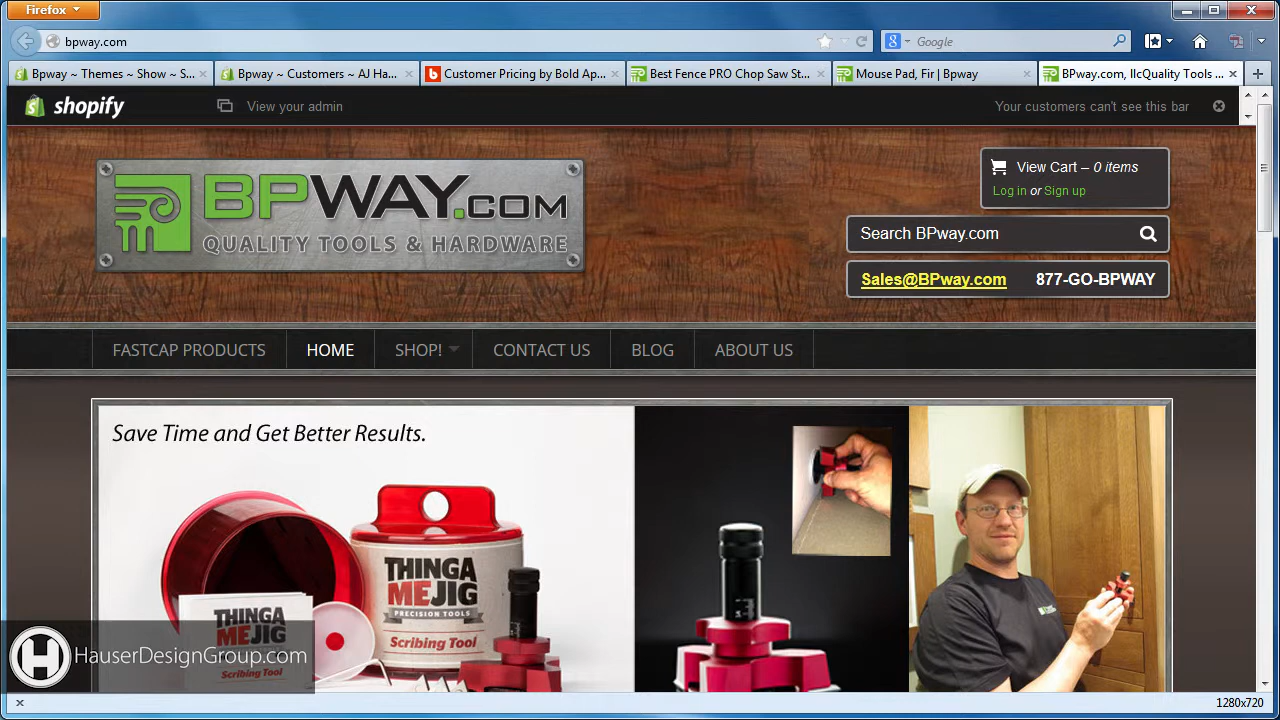 Firefox
bpway.com
Google
Bpway ~ Themes ~ Show ~ S...
Bpway ~ Customers ~ JJ Ha...
Customer Pricing by Bold Ap...
Best Fence PRO Chop Saw St...
Mouse Pad, Fir | Bpway
BPway.com, llcQuality Tools ...
shopify
View your admin
Your customers can't see this bar
BPWAY.COM
QUALITY TOOLS & HARDWARE
View Cart – 0 items
Log in or Sign up
Search BPway.com
Sales@BPway.com 877-GO-BPWAY
FASTCAP PRODUCTS
HOME
SHOP!
CONTACT US
BLOG
ABOUT US
Save Time and Get Better Results.
THINGA
MEJIG
PRECISION TOOLS
Scribing Tool
THINGA
MEJIG
Scribing Tool
H HauserDesignGroup.com
1280x720